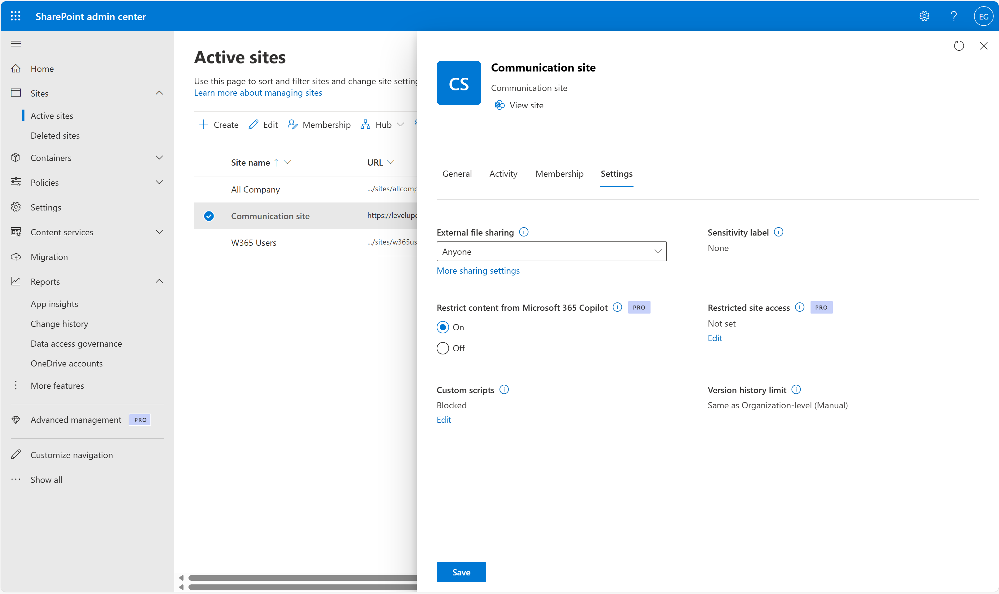 SharePoint admin center
EG
Home
Sites
Active sites
Deleted sites
Containers
Policies
Settings
Content services
Migration
Reports
App insights
Change history
Data access governance
OneDrive accounts
More features
Advanced management PRO
Customize navigation
Show all
Active sites
Use this page to sort and filter sites and change site
Learn more about managing sites
Create Edit Membership Hub
Site name URL
All Company .../sites/allcomp
Communication site https://levelup
W365 Users .../sites/w365us
CS
Communication site
Communication site
View site
General Activity Membership Settings
External file sharing
Anyone
More sharing settings
Sensitivity label
None
Restrict content from Microsoft 365 Copilot PRO
On
Off
Restricted site access PRO
Not set
Edit
Custom scripts
Blocked
Edit
Version history limit
Same as Organization-level (Manual)
Save